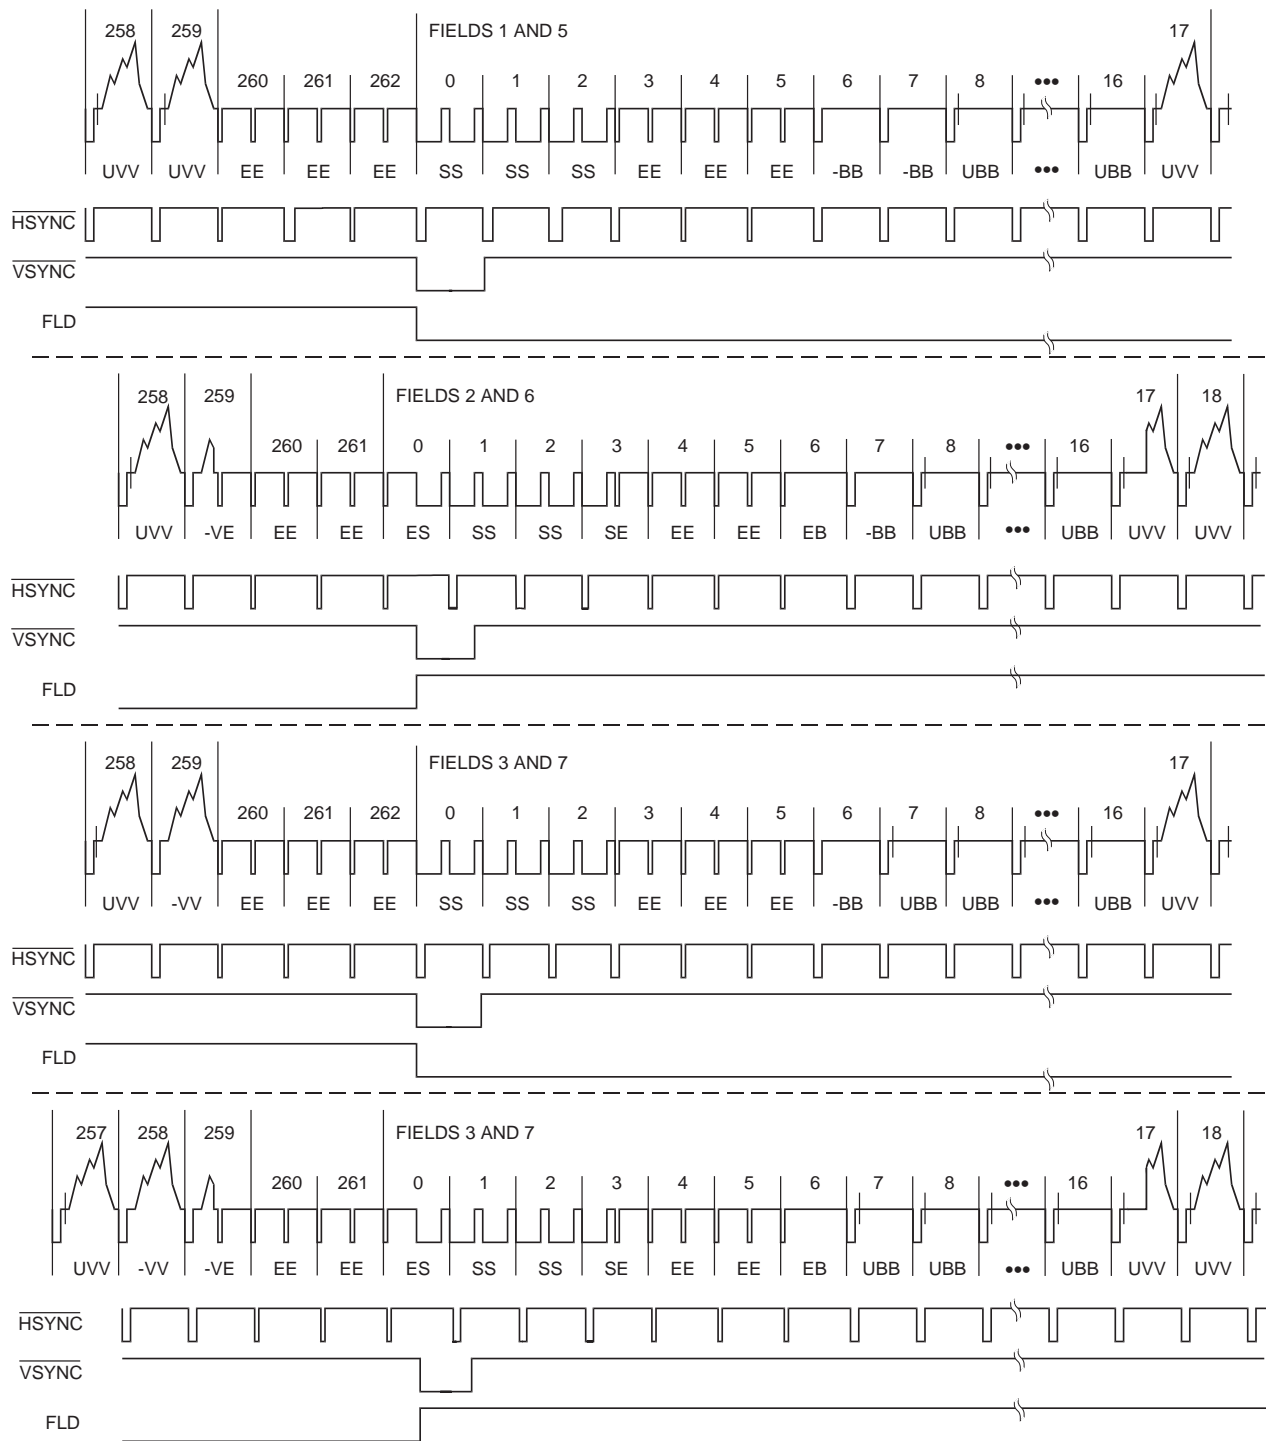 258 259 FIELDS 1 AND 5 17
260 261 262 0 1 2 3 4 5 6 7 8 ••• 16
UVV UVV EE EE EE SS SS SS EE EE EE -BB -BB UBB ••• UBB UVV
HSYNC
VSYNC
FLD
258 259 FIELDS 2 AND 6 17 18
260 261 0 1 2 3 4 5 6 7 8 ••• 16
UVV -VE EE EE ES SS SS SE EE EE EB -BB UBB ••• UBB UVV UVV
HSYNC
VSYNC
FLD
258 259 FIELDS 3 AND 7 17
260 261 262 0 1 2 3 4 5 6 7 8 ••• 16
UVV -VV EE EE EE SS SS SS EE EE EE -BB UBB UBB ••• UBB UVV
HSYNC
VSYNC
FLD
257 258 259 FIELDS 3 AND 7 17 18
260 261 0 1 2 3 4 5 6 7 8 ••• 16
UVV -VV -VE EE EE ES SS SS SE EE EE EB UBB UBB ••• UBB UVV UVV
HSYNC
VSYNC
FLD